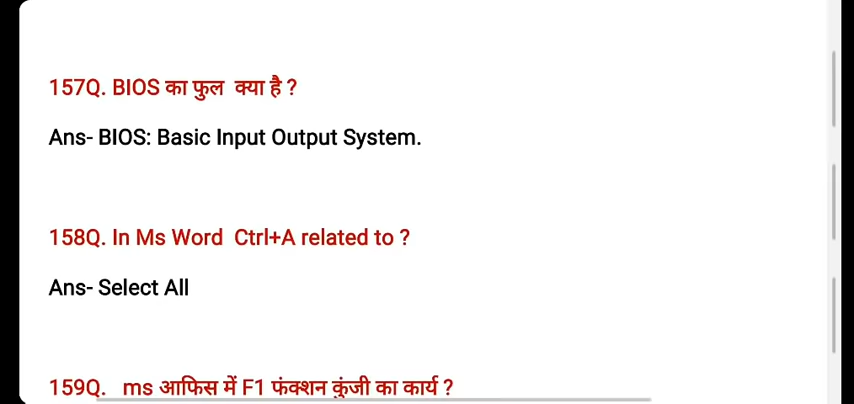 157Q. BIOS का फुल क्या है ?
Ans- BIOS: Basic Input Output System.
158Q. In Ms Word Ctrl+A related to ?
Ans- Select All
159Q. ms आफिस में F1 फंक्शन कुंजी का कार्य ?